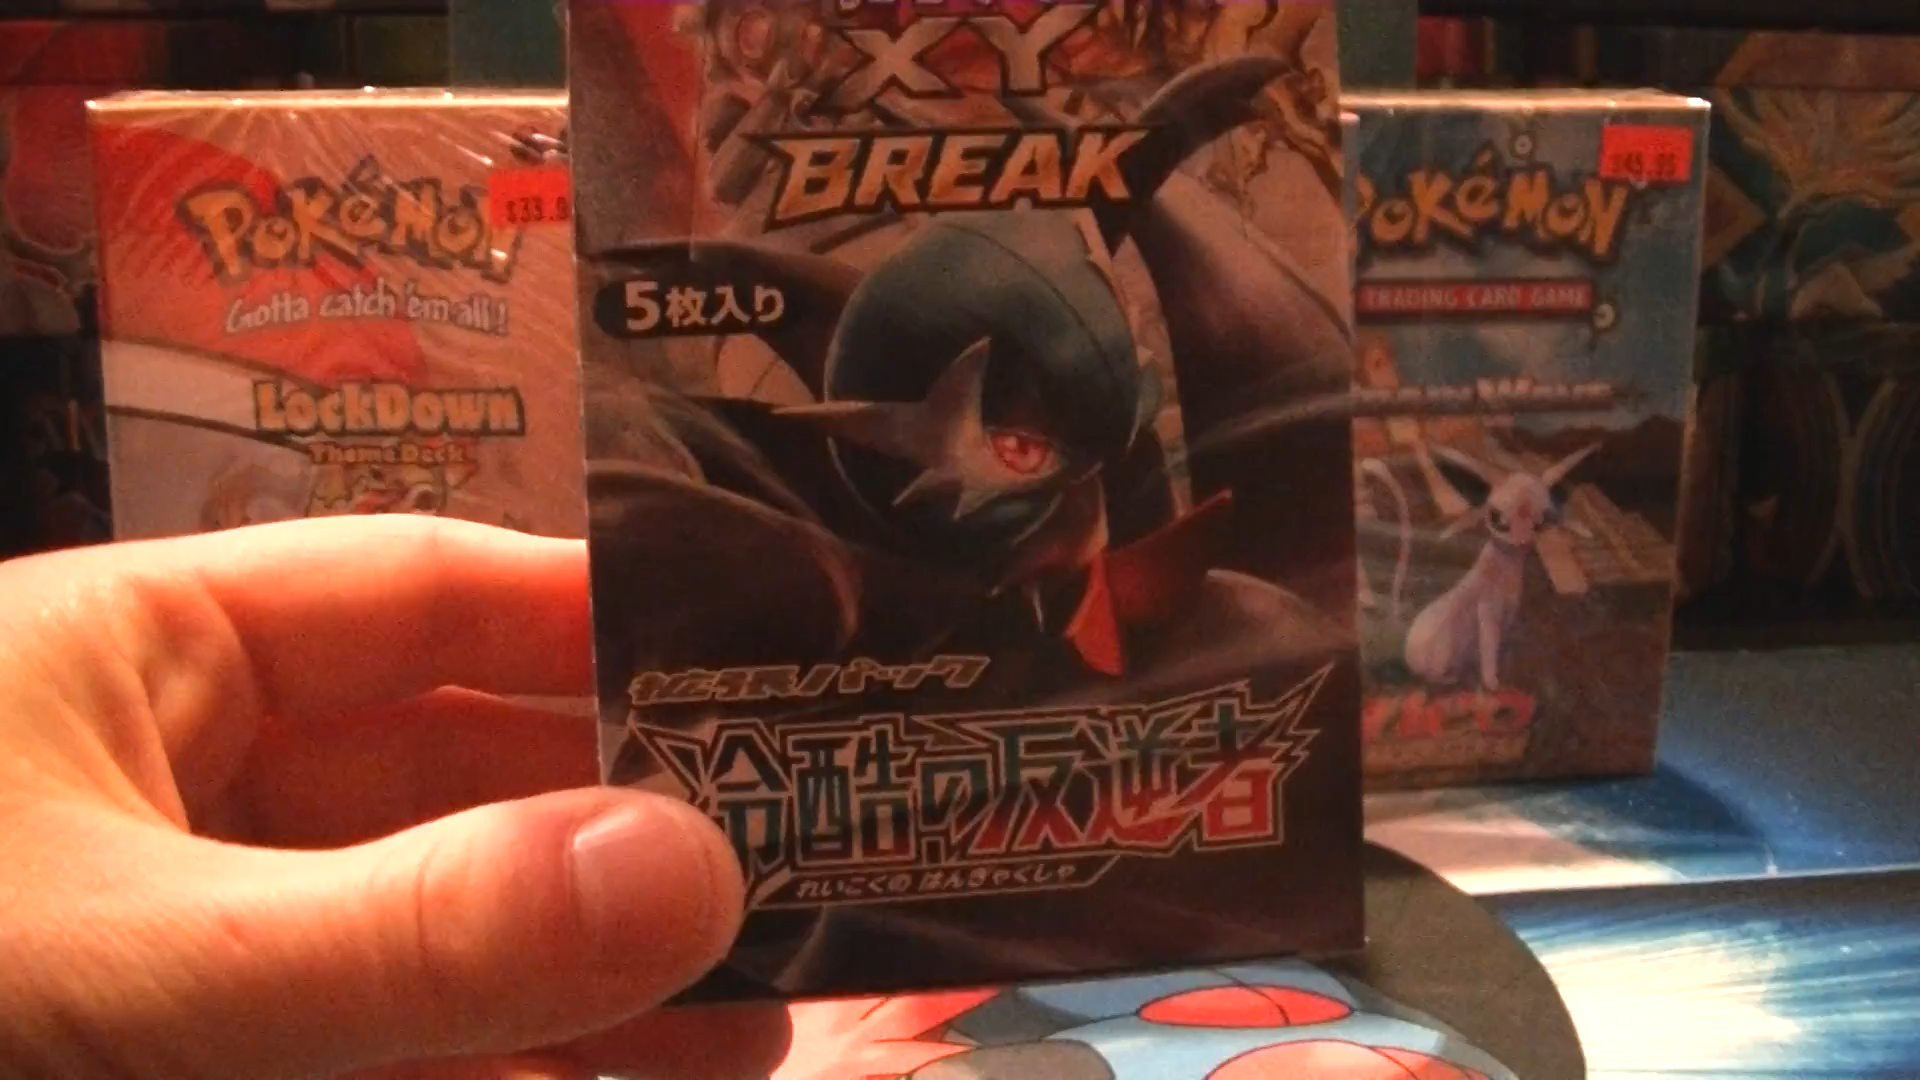 XY
BREAK
5枚入り
拡張パック
冷酷の反逆者
れいこくの はんぎゃくしゃ
POKéMON
$33.9
Gotta catch 'em all!
LockDown
Theme Deck
POKéMON
$45.95
TRADING CARD GAME